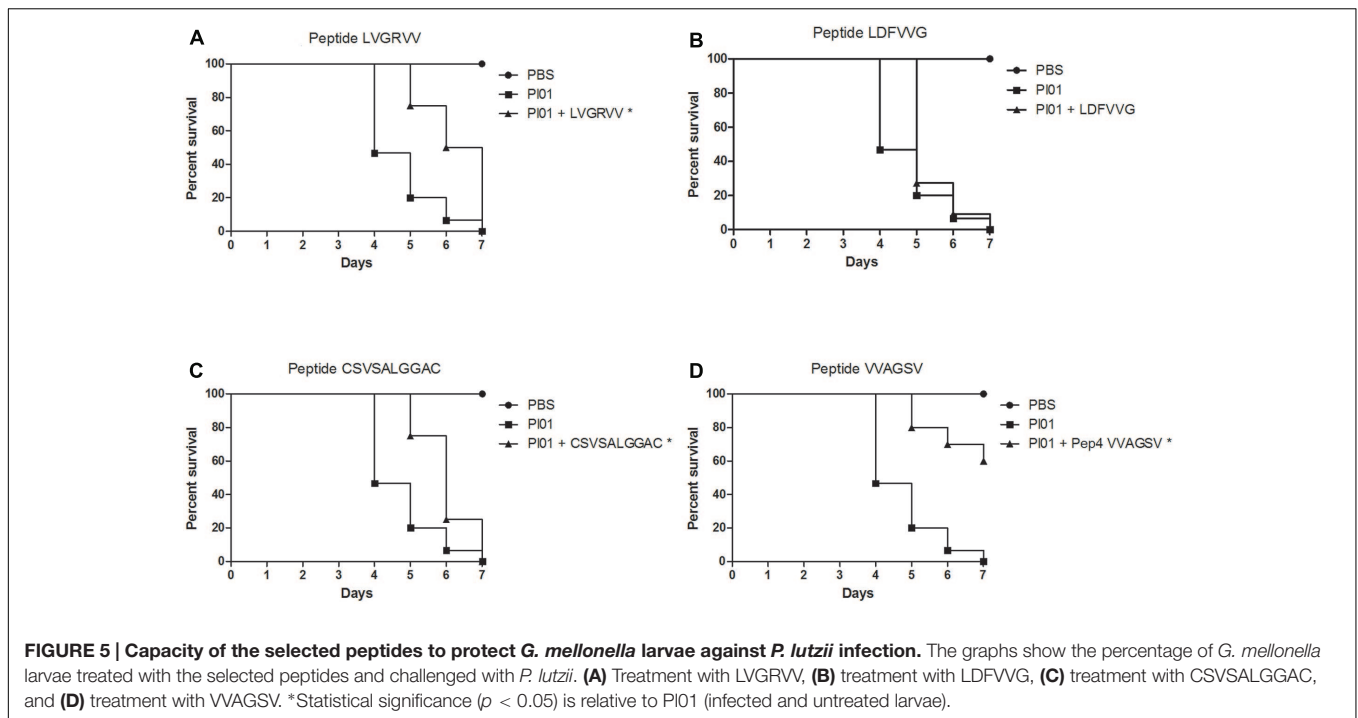 A
Peptide LVGRVV
Percent survival
100
80
60
40
20
0
0 1 2 3 4 5 6 7
Days
PBS
Pl01
Pl01 + LVGRVV *
B
Peptide LDFVVG
Percent survival
100
80
60
40
20
0
0 1 2 3 4 5 6 7
Days
PBS
Pl01
Pl01 + LDFVVG
C
Peptide CSVSALGGAC
Percent survival
100
80
60
40
20
0
0 1 2 3 4 5 6 7
Days
PBS
Pl01
Pl01 + CSVSALGGAC *
D
Peptide VVAGSV
Percent survival
100
80
60
40
20
0
0 1 2 3 4 5 6 7
Days
PBS
Pl01
Pl01 + Pep4 VVAGSV *
FIGURE 5 | Capacity of the selected peptides to protect G. mellonella larvae against P. lutzii infection. The graphs show the percentage of G. mellonella
larvae treated with the selected peptides and challenged with P. lutzii. (A) Treatment with LVGRVV, (B) treatment with LDFVVG, (C) treatment with CSVSALGGAC,
and (D) treatment with VVAGSV. *Statistical significance (p < 0.05) is relative to Pl01 (infected and untreated larvae).